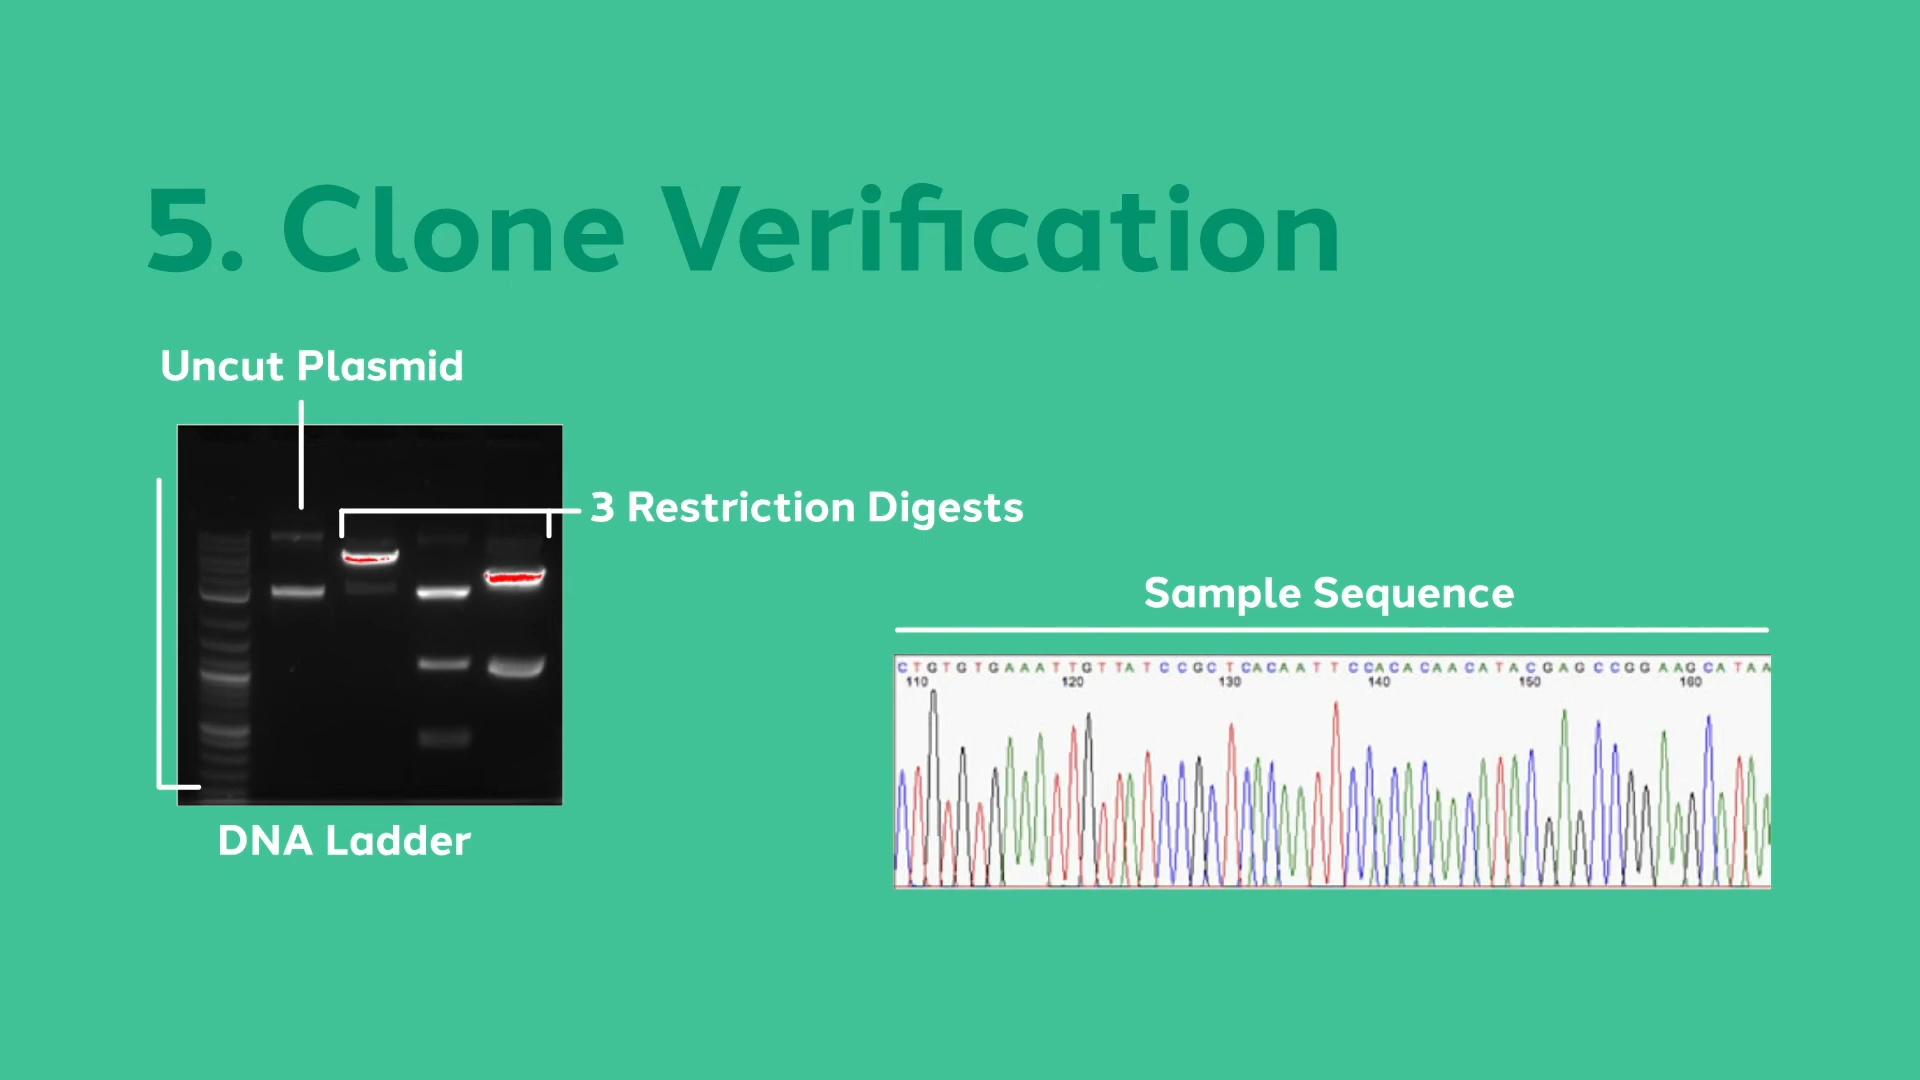 5. Clone Verification
Uncut Plasmid
3 Restriction Digests
Sample Sequence
C T G T G T G A A A T T G T T A T C C G C T C A C A A T T C C A C A C A A C A T A C G A G C C G G A A G C A T A A
110 120 130 140 150 160
DNA Ladder